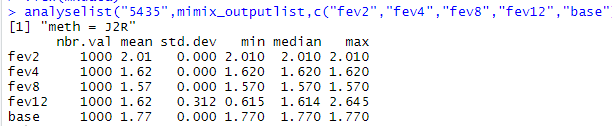 > analyselist("5435",mimix_outputlist,c("fev2","fev4","fev8","fev12","base")
[1] "meth = J2R"
nbr.val mean std.dev min median max
fev2 1000 2.01 0.000 2.010 2.010 2.010
fev4 1000 1.62 0.000 1.620 1.620 1.620
fev8 1000 1.57 0.000 1.570 1.570 1.570
fev12 1000 1.62 0.312 0.615 1.614 2.645
base 1000 1.77 0.000 1.770 1.770 1.770